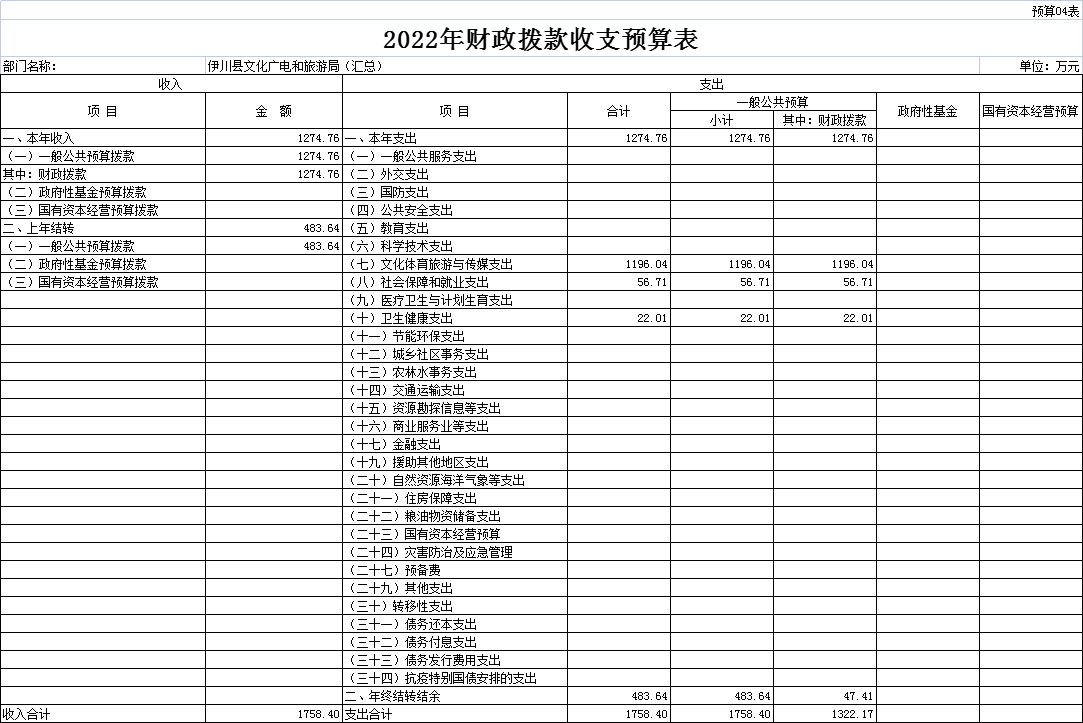 预算04表
2022年财政拨款收支预算表
部门名称： 伊川县文化广电和旅游局（汇总） 单位：万元
收入 支出
项 目 金 额 项 目 合计 一般公共预算 政府性基金 国有资本经营预算
小计 其中：财政拨款
一、本年收入 1274.76 一、本年支出 1274.76 1274.76 1274.76
（一）一般公共预算拨款 1274.76 （一）一般公共服务支出
其中：财政拨款 1274.76 （二）外交支出
（二）政府性基金预算拨款 （三）国防支出
（三）国有资本经营预算拨款 （四）公共安全支出
二、上年结转 483.64 （五）教育支出
（一）一般公共预算拨款 483.64 （六）科学技术支出
（二）政府性基金预算拨款 （七）文化体育旅游与传媒支出 1196.04 1196.04 1196.04
（三）国有资本经营预算拨款 （八）社会保障和就业支出 56.71 56.71 56.71
（九）医疗卫生与计划生育支出
（十）卫生健康支出 22.01 22.01 22.01
（十一）节能环保支出
（十二）城乡社区事务支出
（十三）农林水事务支出
（十四）交通运输支出
（十五）资源勘探信息等支出
（十六）商业服务业等支出
（十七）金融支出
（十九）援助其他地区支出
（二十）自然资源海洋气象等支出
（二十一）住房保障支出
（二十二）粮油物资储备支出
（二十三）国有资本经营预算
（二十四）灾害防治及应急管理
（二十七）预备费
（二十九）其他支出
（三十）转移性支出
（三十一）债务还本支出
（三十二）债务付息支出
（三十三）债务发行费用支出
（三十四）抗疫特别国债安排的支出
二、年终结转结余 483.64 483.64 47.41
收入合计 1758.40 支出合计 1758.40 1758.40 1322.17